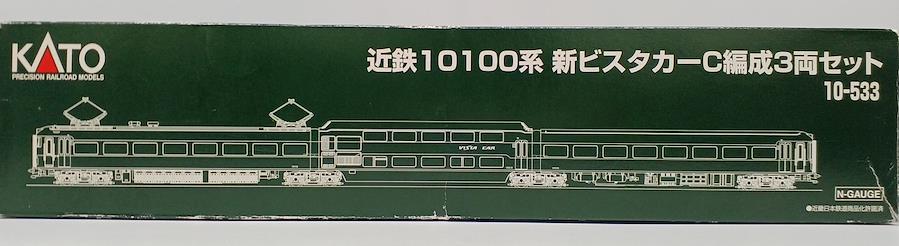 KATO
PRECISION RAILROAD MODELS
近鉄10100系 新ビスタカーC編成3両セット
10-533
VISTA CAR
N-GAUGE
●近畿日本鉄道商品化許諾済